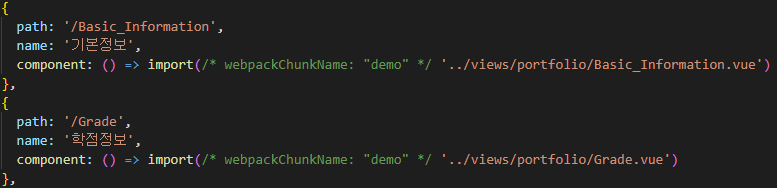 {
path: '/Basic_Information',
name: '기본정보',
component: () => import(/* webpackChunkName: "demo" */ '../views/portfolio/Basic_Information.vue')
},
{
path: '/Grade',
name: '학점정보',
component: () => import(/* webpackChunkName: "demo" */ '../views/portfolio/Grade.vue')
},